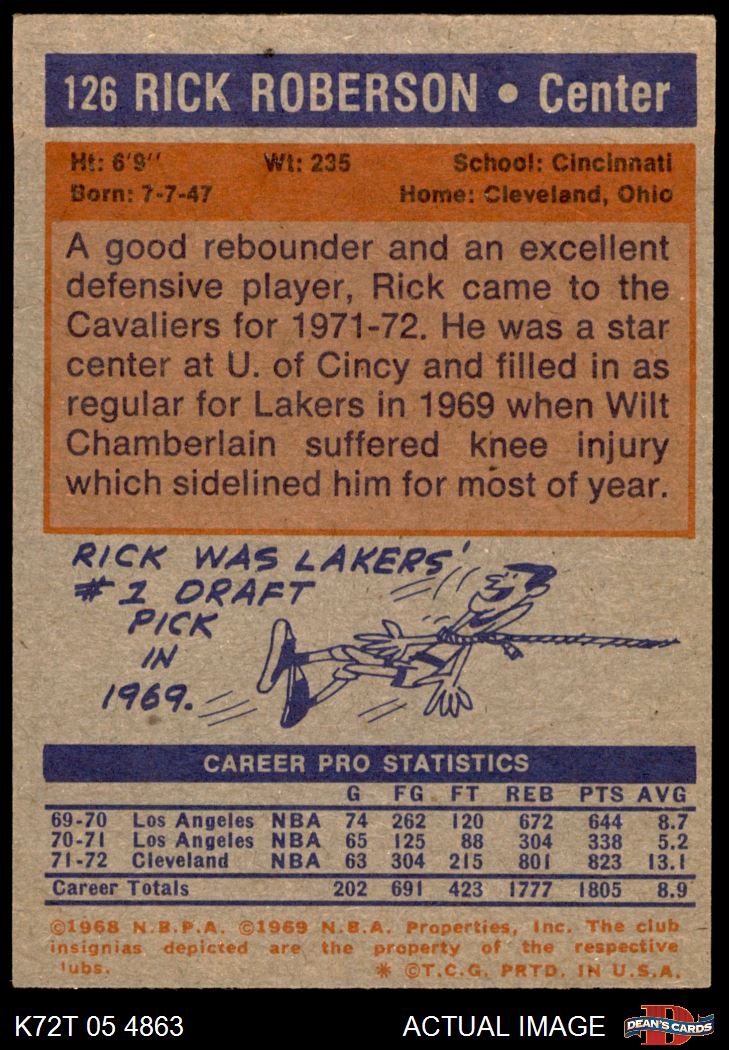 126 RICK ROBERSON • Center
Ht: 6'9'' Wt: 235 School: Cincinnati
Born: 7-7-47 Home: Cleveland, Ohio
A good rebounder and an excellent
defensive player, Rick came to the
Cavaliers for 1971-72. He was a star
center at U. of Cincy and filled in as
regular for Lakers in 1969 when Wilt
Chamberlain suffered knee injury
which sidelined him for most of year.
RICK WAS LAKERS'
#1 DRAFT
PICK
IN
1969.
CAREER PRO STATISTICS
G FG FT REB PTS AVG
69-70 Los Angeles NBA 74 262 120 672 644 8.7
70-71 Los Angeles NBA 65 125 88 304 338 5.2
71-72 Cleveland NBA 63 304 215 801 823 13.1
Career Totals 202 691 423 1777 1805 8.9
©1968 N.B.P.A. ©1969 N.B.A. Properties, Inc. The club
insignias depicted are the property of the respective
lubs. * ©T.C.G. PRTD. IN U.S.A.
K72T 05 4863 ACTUAL IMAGE D DEAN'S CARDS